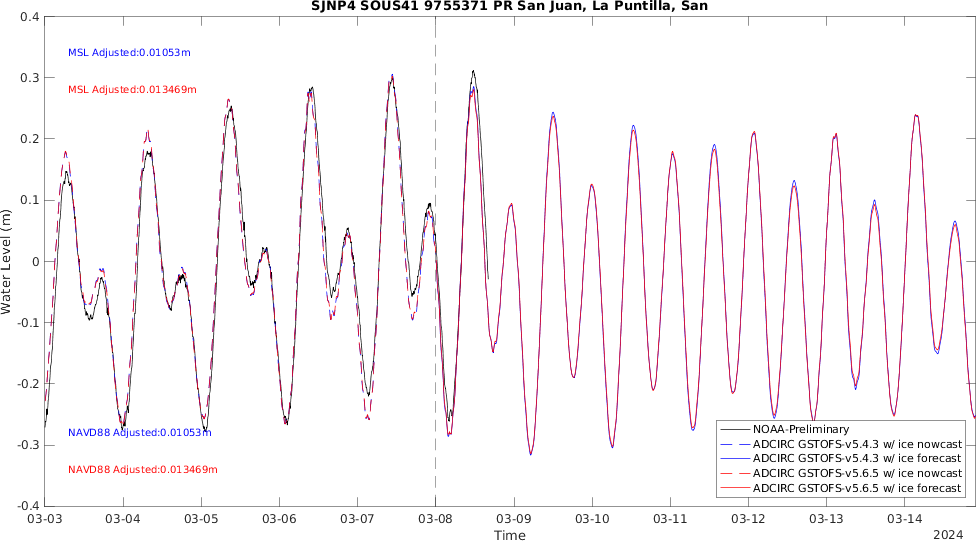 SJNP4 SOUS41 9755371 PR San Juan, La Puntilla, San
0.4
0.3
0.2
0.1
0
-0.1
-0.2
-0.3
-0.4
Water Level (m)
MSL Adjusted:0.01053m
MSL Adjusted:0.013469m
NAVD88 Adjusted:0.01053m
NAVD88 Adjusted:0.013469m
NOAA-Preliminary
ADCIRC GSTOFS-v5.4.3 w/ ice nowcast
ADCIRC GSTOFS-v5.4.3 w/ ice forecast
ADCIRC GSTOFS-v5.6.5 w/ ice nowcast
ADCIRC GSTOFS-v5.6.5 w/ ice forecast
03-03 03-04 03-05 03-06 03-07 03-08 03-09 03-10 03-11 03-12 03-13 03-14
Time
2024